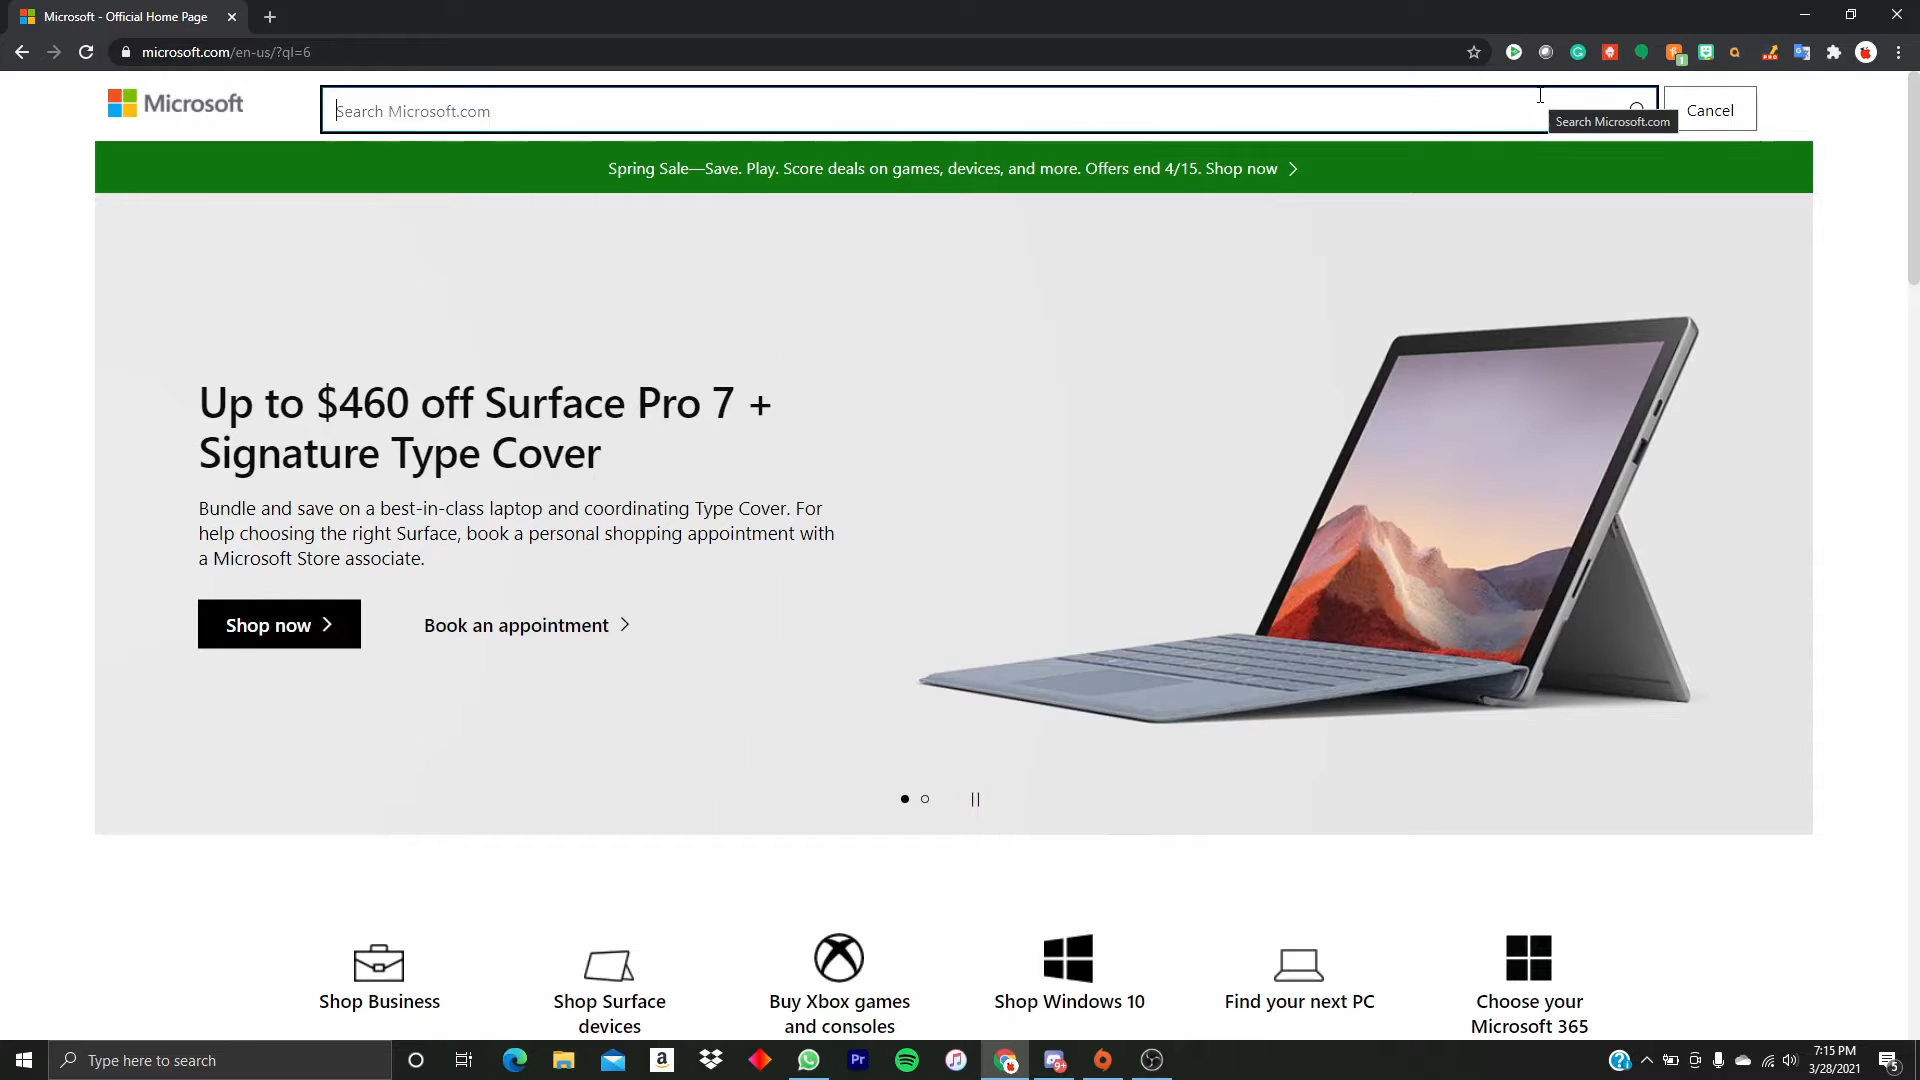 Microsoft - Official Home Page
microsoft.com/en-us/?ql=6
PRO
1
Microsoft
Search Microsoft.com
Search Microsoft.com
Cancel
Spring Sale—Save. Play. Score deals on games, devices, and more. Offers end 4/15. Shop now
Up to $460 off Surface Pro 7 +
Signature Type Cover
Bundle and save on a best-in-class laptop and coordinating Type Cover. For
help choosing the right Surface, book a personal shopping appointment with
a Microsoft Store associate.
Shop now
Book an appointment
Shop Business
Shop Surface
devices
Buy Xbox games
and consoles
Shop Windows 10
Find your next PC
Choose your
Microsoft 365
Type here to search
a
Pr
9+
7:15 PM
3/28/2021
5